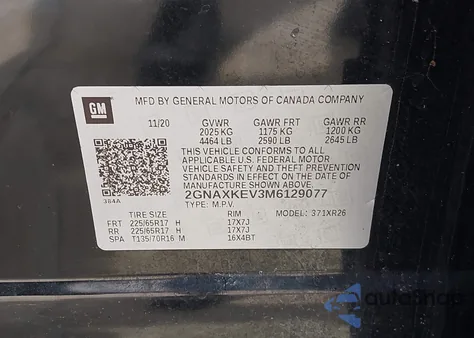 GM
MFD BY GENERAL MOTORS OF CANADA COMPANY
11/20 GVWR GAWR FRT GAWR RR
2025 KG 1175 KG 1200 KG
4464 LB 2590 LB 2645 LB
THIS VEHICLE CONFORMS TO ALL
APPLICABLE U.S. FEDERAL MOTOR
VEHICLE SAFETY AND THEFT PREVENTION
STANDARDS IN EFFECT ON THE DATE OF
MANUFACTURE SHOWN ABOVE.
384A
2GNAXKEV3M6129077
TYPE: M.P.V. MODEL: 371XR26
TIRE SIZE RIM
FRT 225/65R17 H 17X7J
RR 225/65R17 H 17X7J
SPA T135/70R16 M 16X4BT
autoSnap